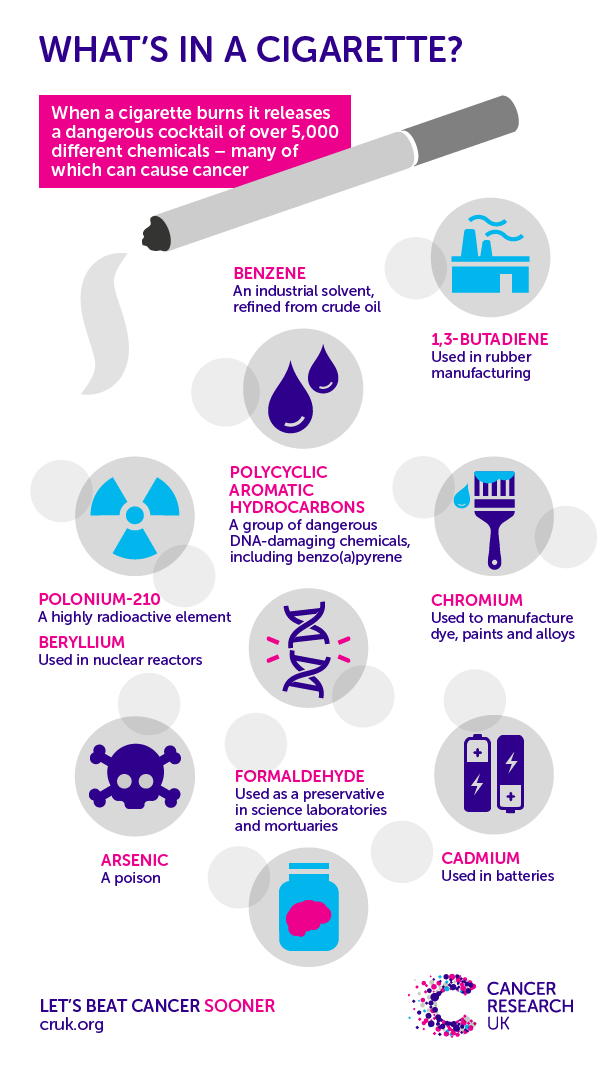 WHAT'S IN A CIGARETTE?
When a cigarette burns it releases
a dangerous cocktail of over 5,000
different chemicals – many of
which can cause cancer
BENZENE
An industrial solvent,
refined from crude oil
1,3-BUTADIENE
Used in rubber
manufacturing
POLYCYCLIC
AROMATIC
HYDROCARBONS
A group of dangerous
DNA-damaging chemicals,
including benzo(a)pyrene
POLONIUM-210
A highly radioactive element
BERYLLIUM
Used in nuclear reactors
CHROMIUM
Used to manufacture
dye, paints and alloys
FORMALDEHYDE
Used as a preservative
in science laboratories
and mortuaries
ARSENIC
A poison
CADMIUM
Used in batteries
LET'S BEAT CANCER SOONER
cruk.org
CANCER
RESEARCH
UK